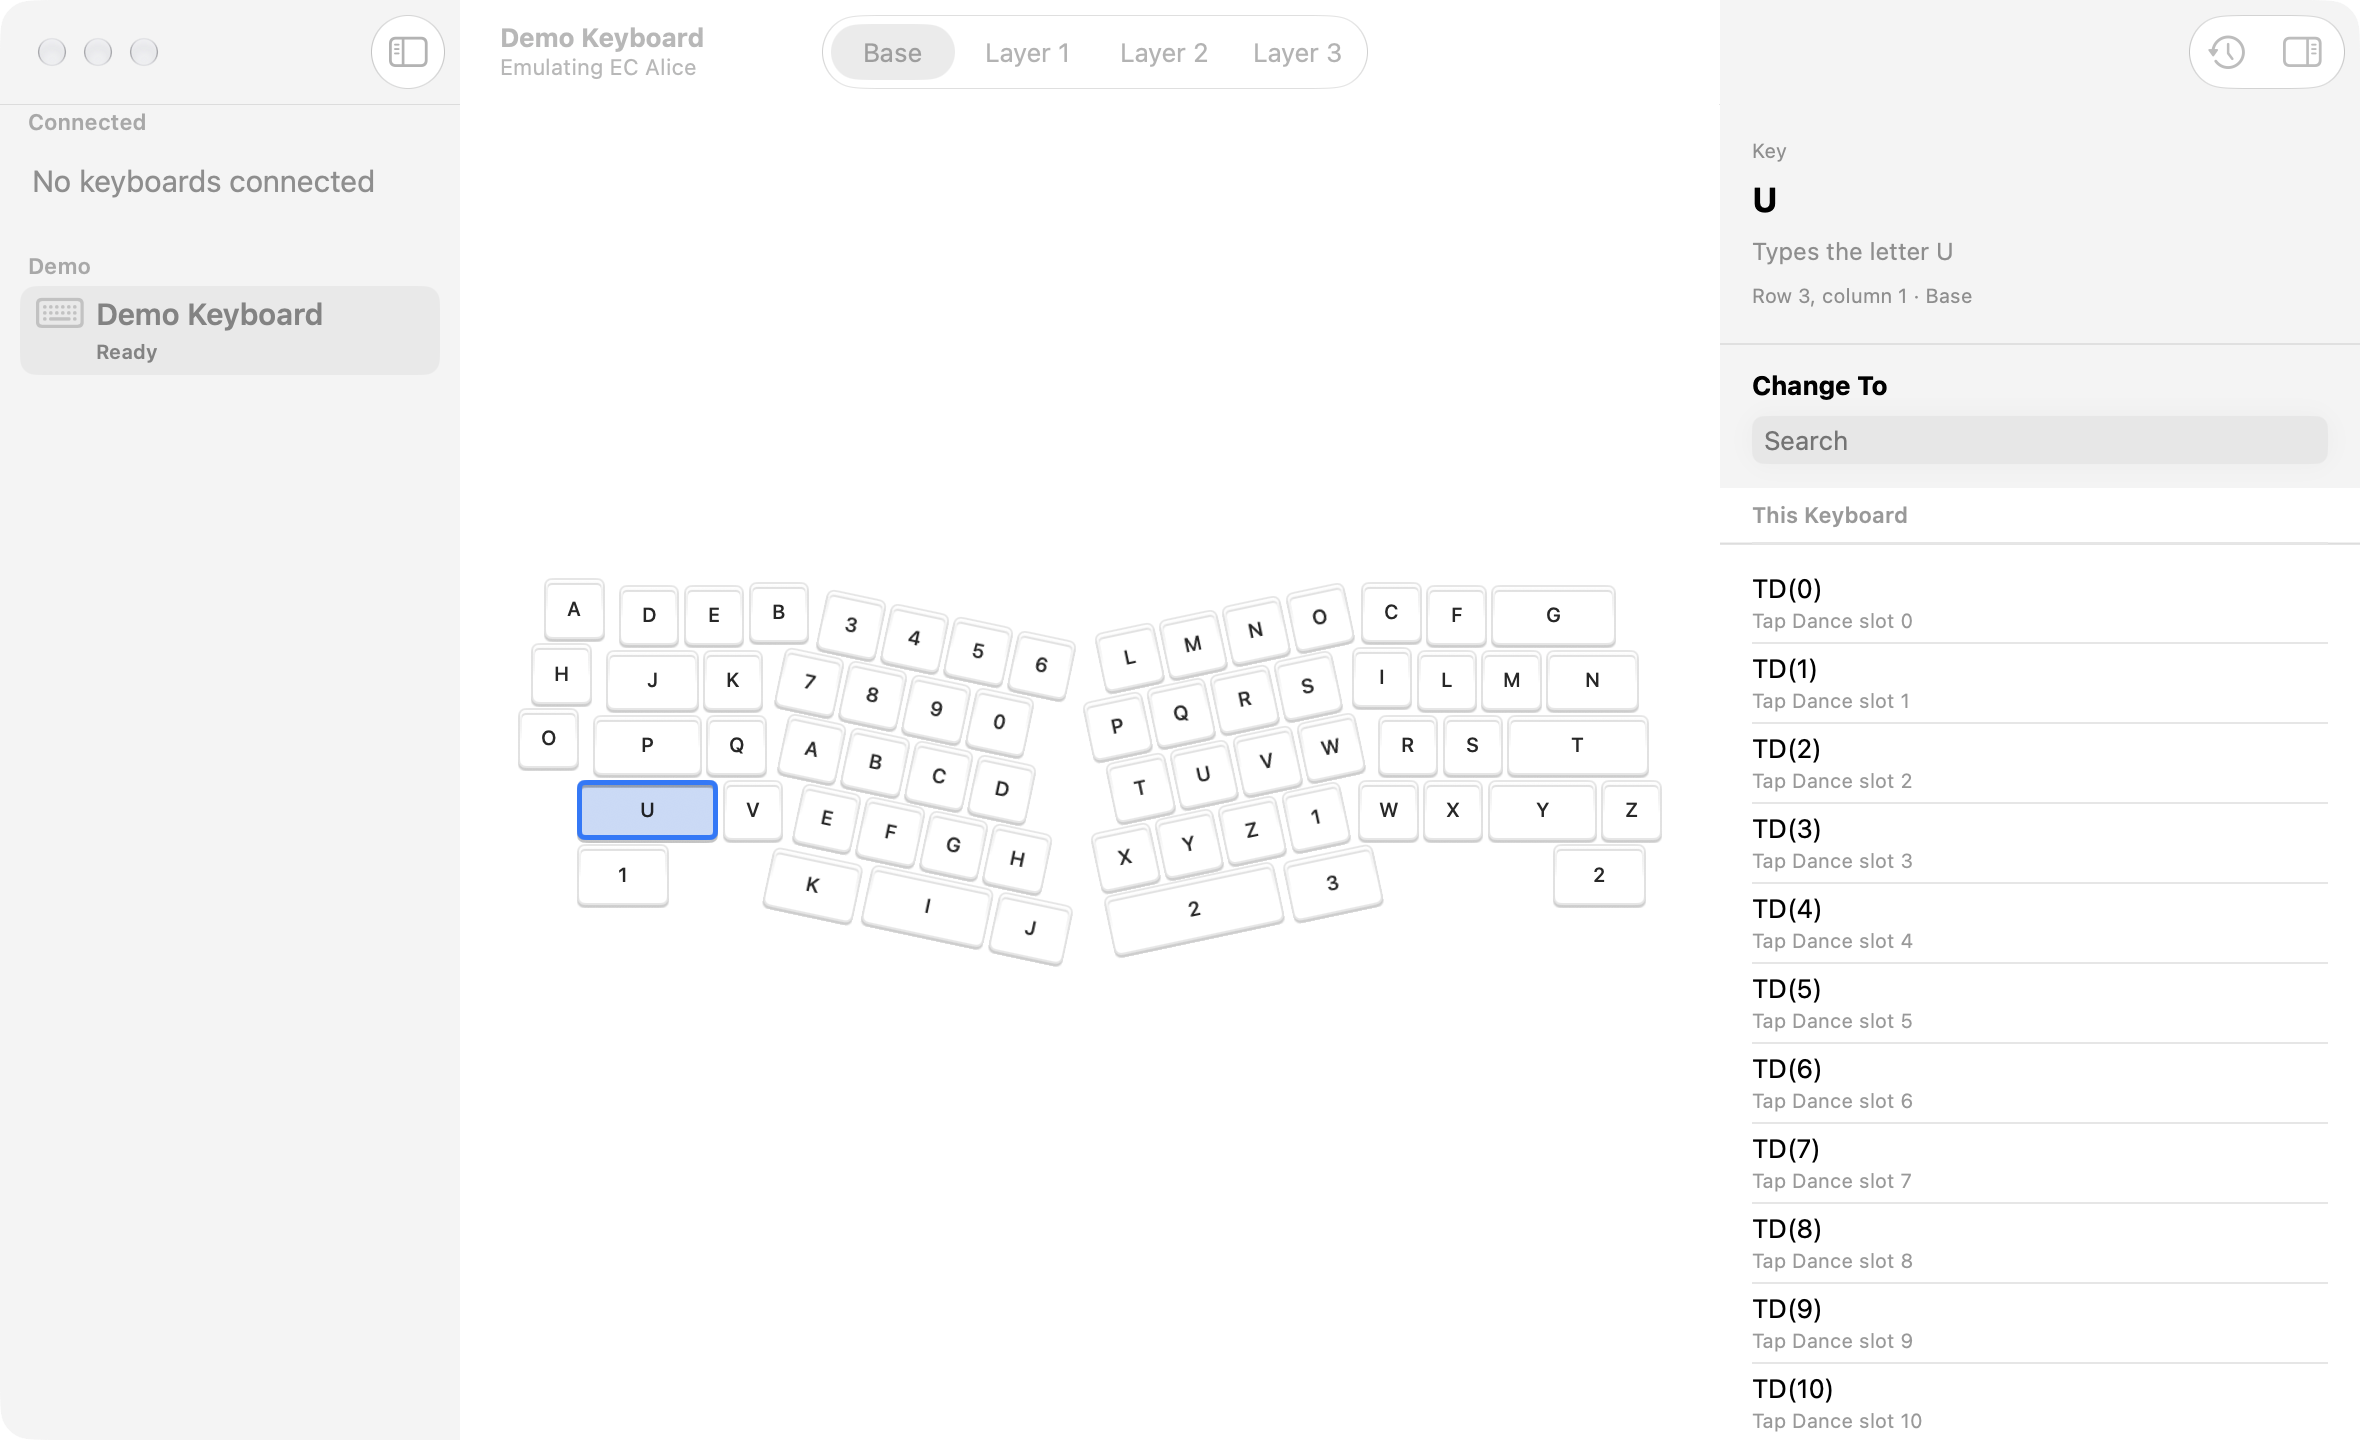 Connected
No keyboards connected
Demo
Demo Keyboard
Ready
Demo Keyboard
Emulating EC Alice
Base Layer 1 Layer 2 Layer 3
A D E B 3 4 5 6 L M N O C F G
H J K 7 8 9 0 P Q R S I L M N
O P Q A B C D T U V W R S T
U V E F G H X Y Z 1 W X Y Z
1 K I J 2 3 2
Key
U
Types the letter U
Row 3, column 1 · Base
Change To
Search
This Keyboard
TD(0)
Tap Dance slot 0
TD(1)
Tap Dance slot 1
TD(2)
Tap Dance slot 2
TD(3)
Tap Dance slot 3
TD(4)
Tap Dance slot 4
TD(5)
Tap Dance slot 5
TD(6)
Tap Dance slot 6
TD(7)
Tap Dance slot 7
TD(8)
Tap Dance slot 8
TD(9)
Tap Dance slot 9
TD(10)
Tap Dance slot 10